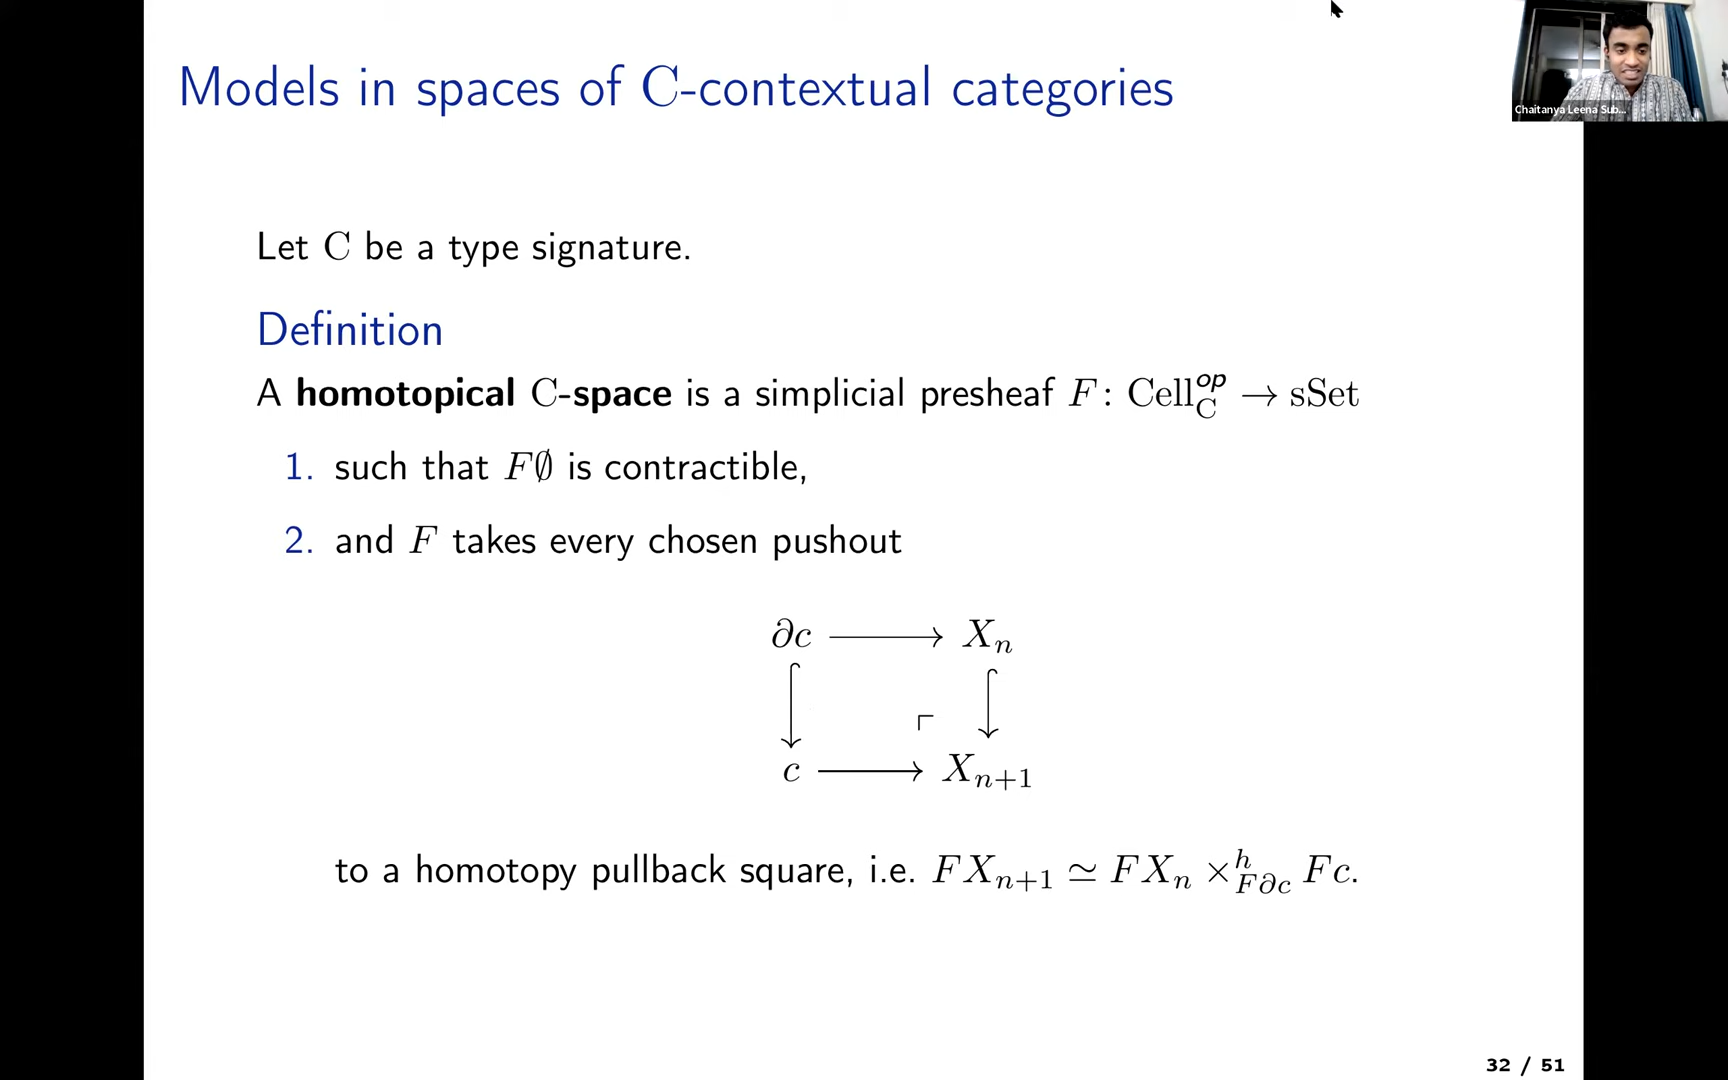 Models in spaces of C-contextual categories
Chaitanya Leena Sub...
Let C be a type signature.
Definition
A homotopical C-space is a simplicial presheaf F : Cell_C^op → sSet
1. such that F∅ is contractible,
2. and F takes every chosen pushout
∂c → X_n
⌜
c → X_{n+1}
to a homotopy pullback square, i.e. FX_{n+1} ≃ FX_n ×^h_{F∂c} Fc.
32 / 51